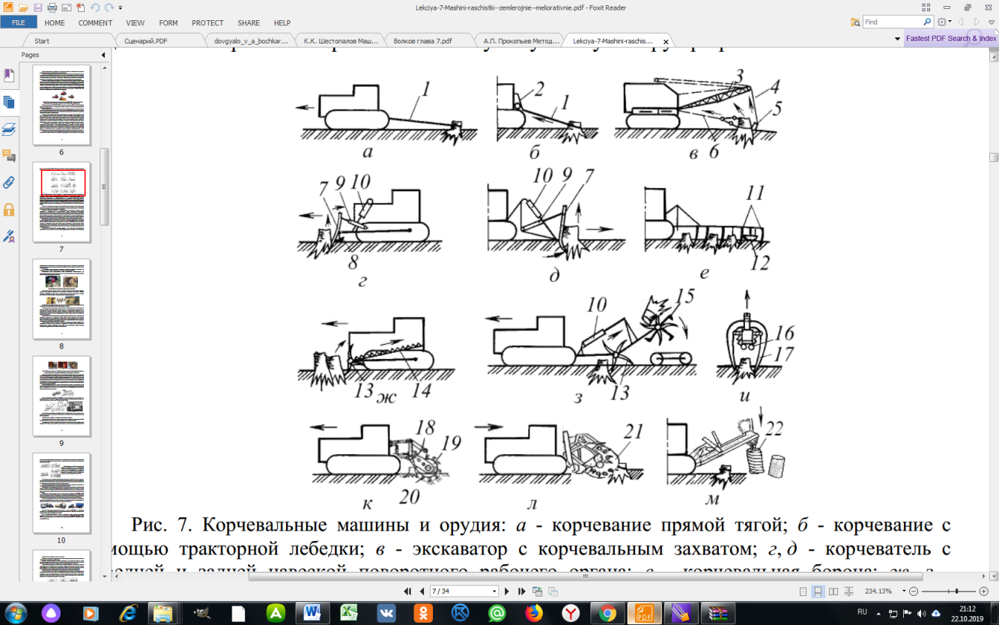 Lekciya-7-Mashini-raschistki--zemlerojnie--meliorativnie.pdf - Foxit Reader
FILE HOME COMMENT VIEW FORM PROTECT SHARE HELP
Find
Start Сценарий.PDF dovgyalo_v_a_bochkar... К.К. Шестопалов Маш... Волков глава 7.pdf А.П. Прокопьев Метод... Lekciya-7-Mashini-raschis...
Fastest PDF Search & Index
Pages
6
7
8
9
10
1
а
2 1
б
3 4 5 6
в
7 9 10 8
г
10 9 7
д
11 12
е
13 14
ж
10 15 13
з
16 17
и
18 19 20
к
21
л
22
м
Рис. 7. Корчевальные машины и орудия: а - корчевание прямой тягой; б - корчевание с
мощью тракторной лебедки; в - экскаватор с корчевальным захватом; г, д - корчеватель с
7 / 34
234.13%
RU
21:12
22.10.2019